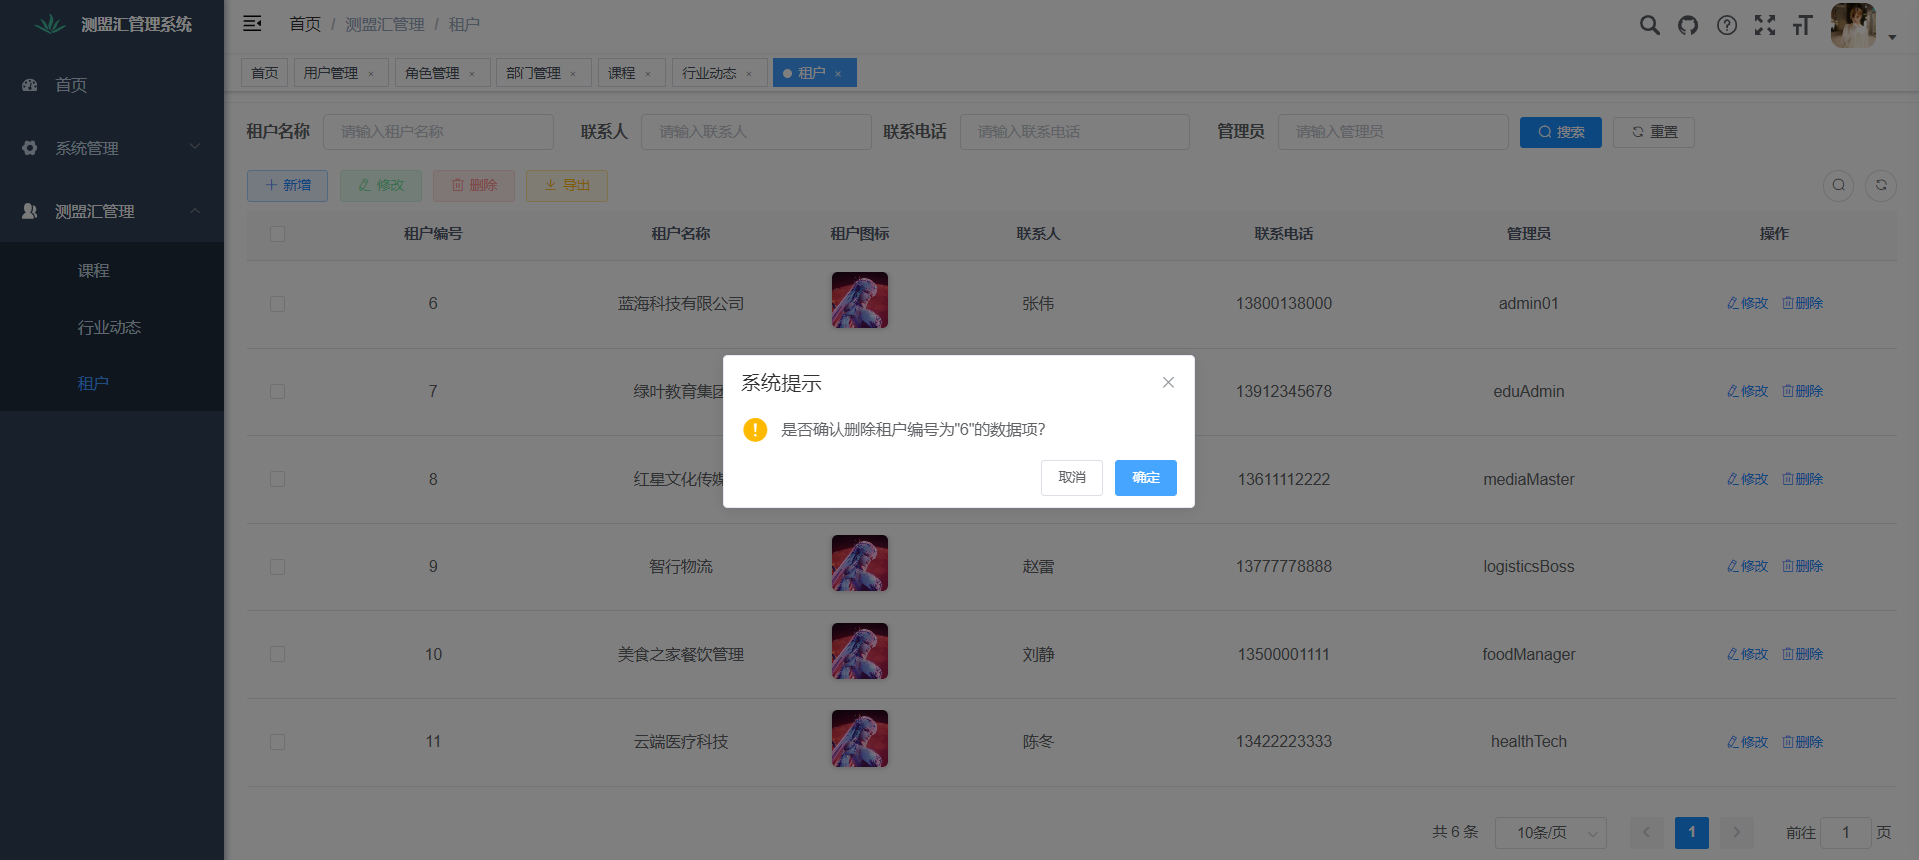 测盟汇管理系统
首页 / 测盟汇管理 / 租户
首页
系统管理
测盟汇管理
课程
行业动态
租户
首页 用户管理 × 角色管理 × 部门管理 × 课程 × 行业动态 × 租户 ×
租户名称 请输入租户名称 联系人 请输入联系人 联系电话 请输入联系电话 管理员 请输入管理员 搜索 重置
新增 修改 删除 导出
租户编号 租户名称 租户图标 联系人 联系电话 管理员 操作
6 蓝海科技有限公司 张伟 13800138000 admin01 修改 删除
7 绿叶教育集团 13912345678 eduAdmin 修改 删除
8 红星文化传媒 13611112222 mediaMaster 修改 删除
9 智行物流 赵雷 13777778888 logisticsBoss 修改 删除
10 美食之家餐饮管理 刘静 13500001111 foodManager 修改 删除
11 云端医疗科技 陈冬 13422223333 healthTech 修改 删除
系统提示
是否确认删除租户编号为"6"的数据项?
取消 确定
共 6 条 10条/页 1 前往 1 页